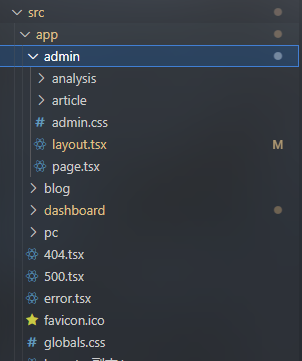 src
app
admin
analysis
article
# admin.css
layout.tsx M
page.tsx
blog
dashboard
pc
404.tsx
500.tsx
error.tsx
favicon.ico
# globals.css